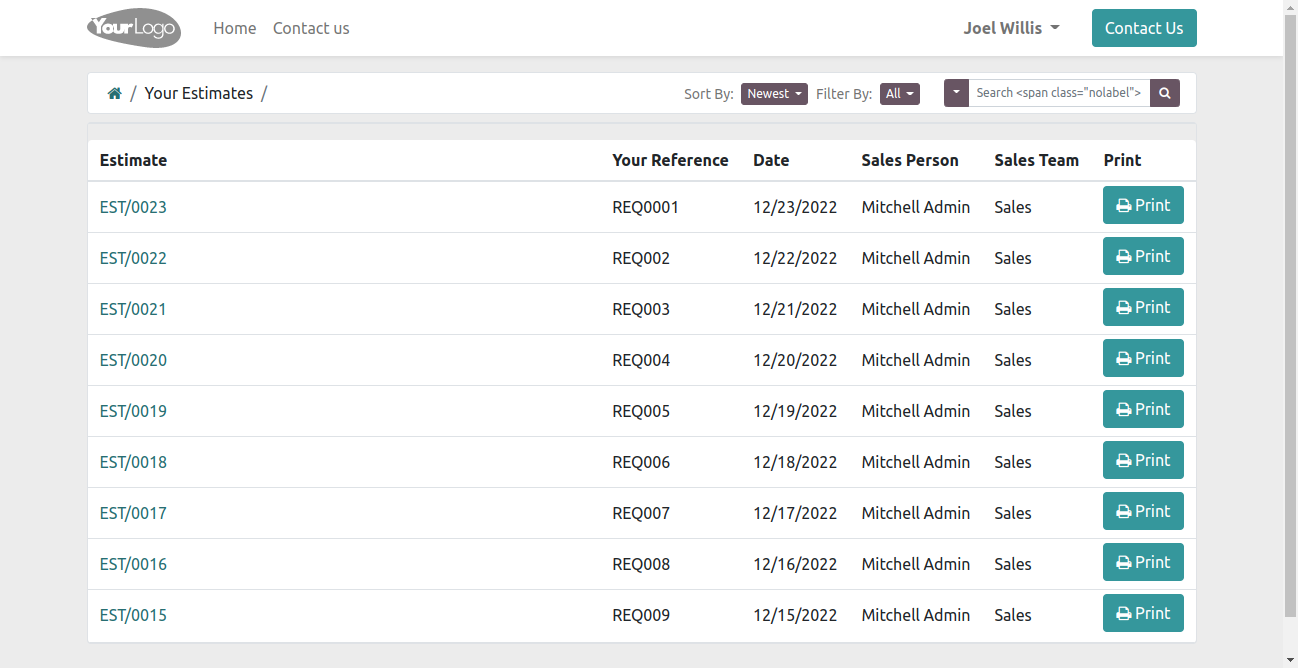 YourLogo Home Contact us Joel Willis Contact Us
/ Your Estimates / Sort By: Newest Filter By: All Search <span class="nolabel">
Estimate Your Reference Date Sales Person Sales Team Print
EST/0023 REQ0001 12/23/2022 Mitchell Admin Sales Print
EST/0022 REQ002 12/22/2022 Mitchell Admin Sales Print
EST/0021 REQ003 12/21/2022 Mitchell Admin Sales Print
EST/0020 REQ004 12/20/2022 Mitchell Admin Sales Print
EST/0019 REQ005 12/19/2022 Mitchell Admin Sales Print
EST/0018 REQ006 12/18/2022 Mitchell Admin Sales Print
EST/0017 REQ007 12/17/2022 Mitchell Admin Sales Print
EST/0016 REQ008 12/16/2022 Mitchell Admin Sales Print
EST/0015 REQ009 12/15/2022 Mitchell Admin Sales Print